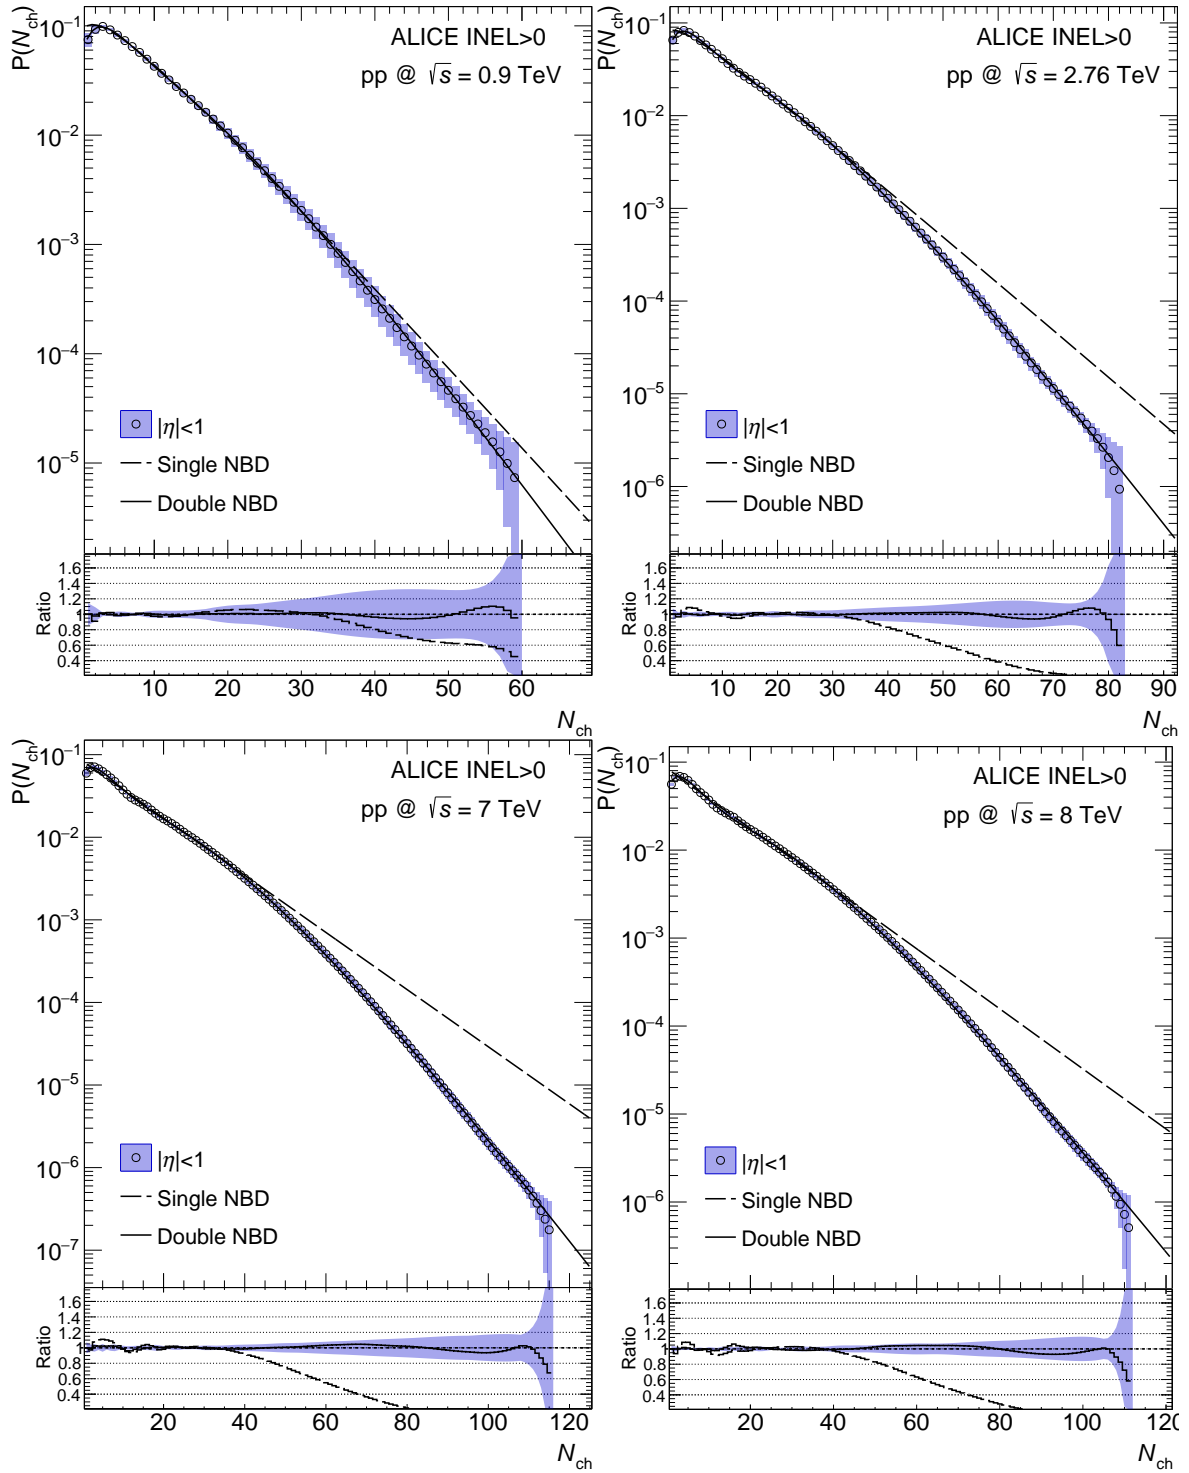 P(N_ch)
10^-1
10^-2
10^-3
10^-4
10^-5
ALICE INEL>0
pp @ √s = 0.9 TeV
|η|<1
Single NBD
Double NBD
Ratio
1.6
1.4
1.2
1
0.8
0.6
0.4
10 20 30 40 50 60
N_ch
P(N_ch)
10^-1
10^-2
10^-3
10^-4
10^-5
10^-6
ALICE INEL>0
pp @ √s = 2.76 TeV
|η|<1
Single NBD
Double NBD
Ratio
1.6
1.4
1.2
1
0.8
0.6
0.4
10 20 30 40 50 60 70 80 90
N_ch
P(N_ch)
10^-1
10^-2
10^-3
10^-4
10^-5
10^-6
10^-7
ALICE INEL>0
pp @ √s = 7 TeV
|η|<1
Single NBD
Double NBD
Ratio
1.6
1.4
1.2
1
0.8
0.6
0.4
20 40 60 80 100 120
N_ch
P(N_ch)
10^-1
10^-2
10^-3
10^-4
10^-5
10^-6
ALICE INEL>0
pp @ √s = 8 TeV
|η|<1
Single NBD
Double NBD
Ratio
1.6
1.4
1.2
1
0.8
0.6
0.4
20 40 60 80 100 120
N_ch